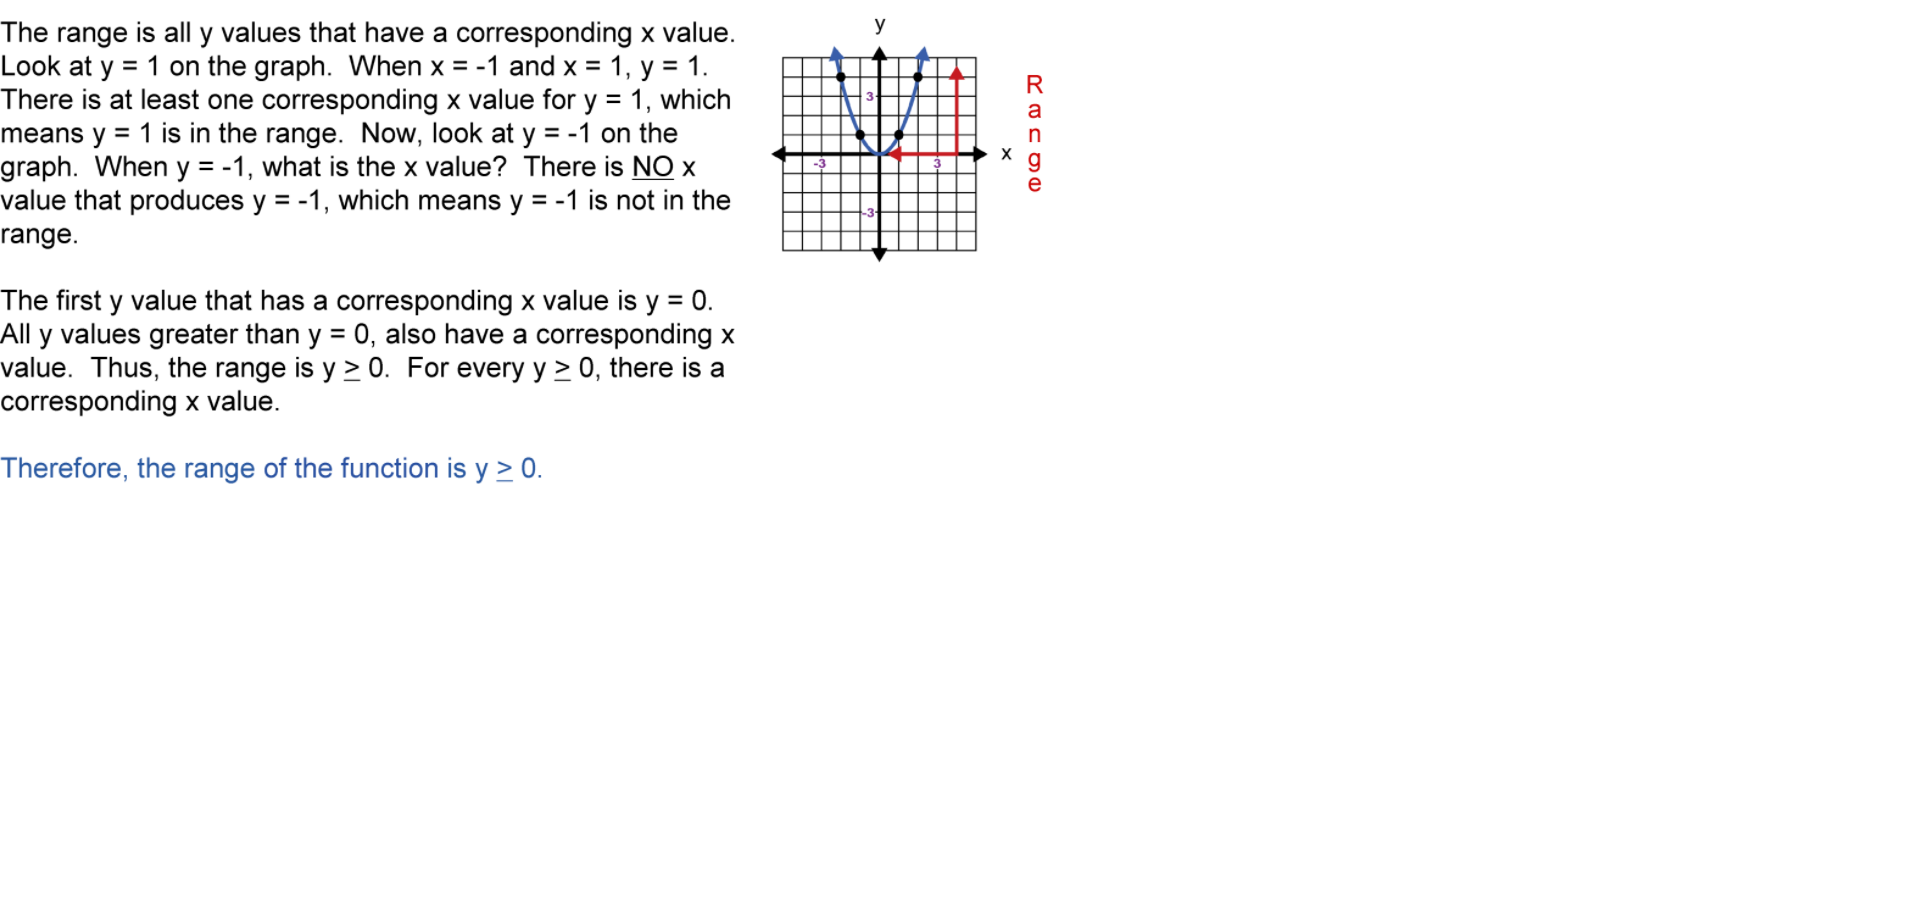 The range is all y values that have a corresponding x value.
Look at y = 1 on the graph.  When x = -1 and x = 1, y = 1.
There is at least one corresponding x value for y = 1, which
means y = 1 is in the range.  Now, look at y = -1 on the
graph.  When y = -1, what is the x value?  There is NO x
value that produces y = -1, which means y = -1 is not in the
range.
The first y value that has a corresponding x value is y = 0.
All y values greater than y = 0, also have a corresponding x
value.  Thus, the range is y ≥ 0.  For every y ≥ 0, there is a
corresponding x value.
Therefore, the range of the function is y ≥ 0.
y
3
-3
3
x
-3
Range